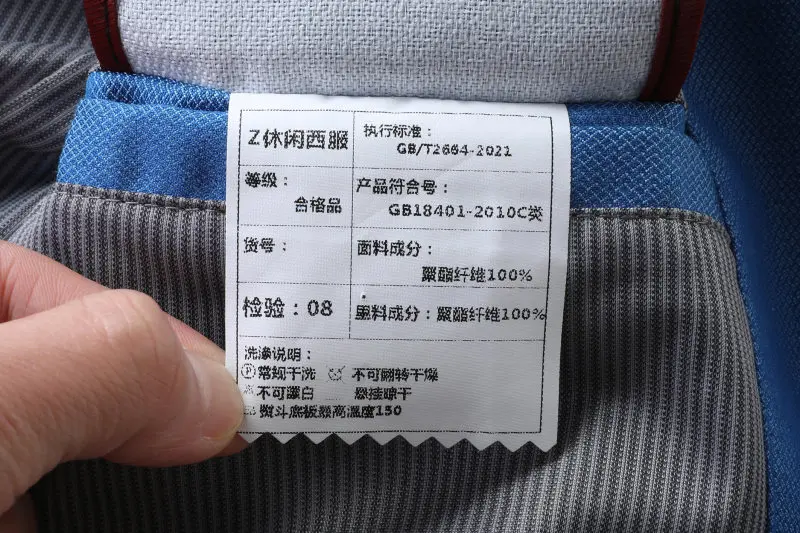 Z休闲西服
执行标准：
GB/T2664-2021
等级：
合格品
产品符合号：
GB18401-2010C类
货号：
面料成分：
聚酯纤维100%
检验：08
里料成分：聚酯纤维100%
洗涤说明：
P常规干洗 不可翻转干燥
不可漂白 悬挂晾干
熨斗底板最高温度150